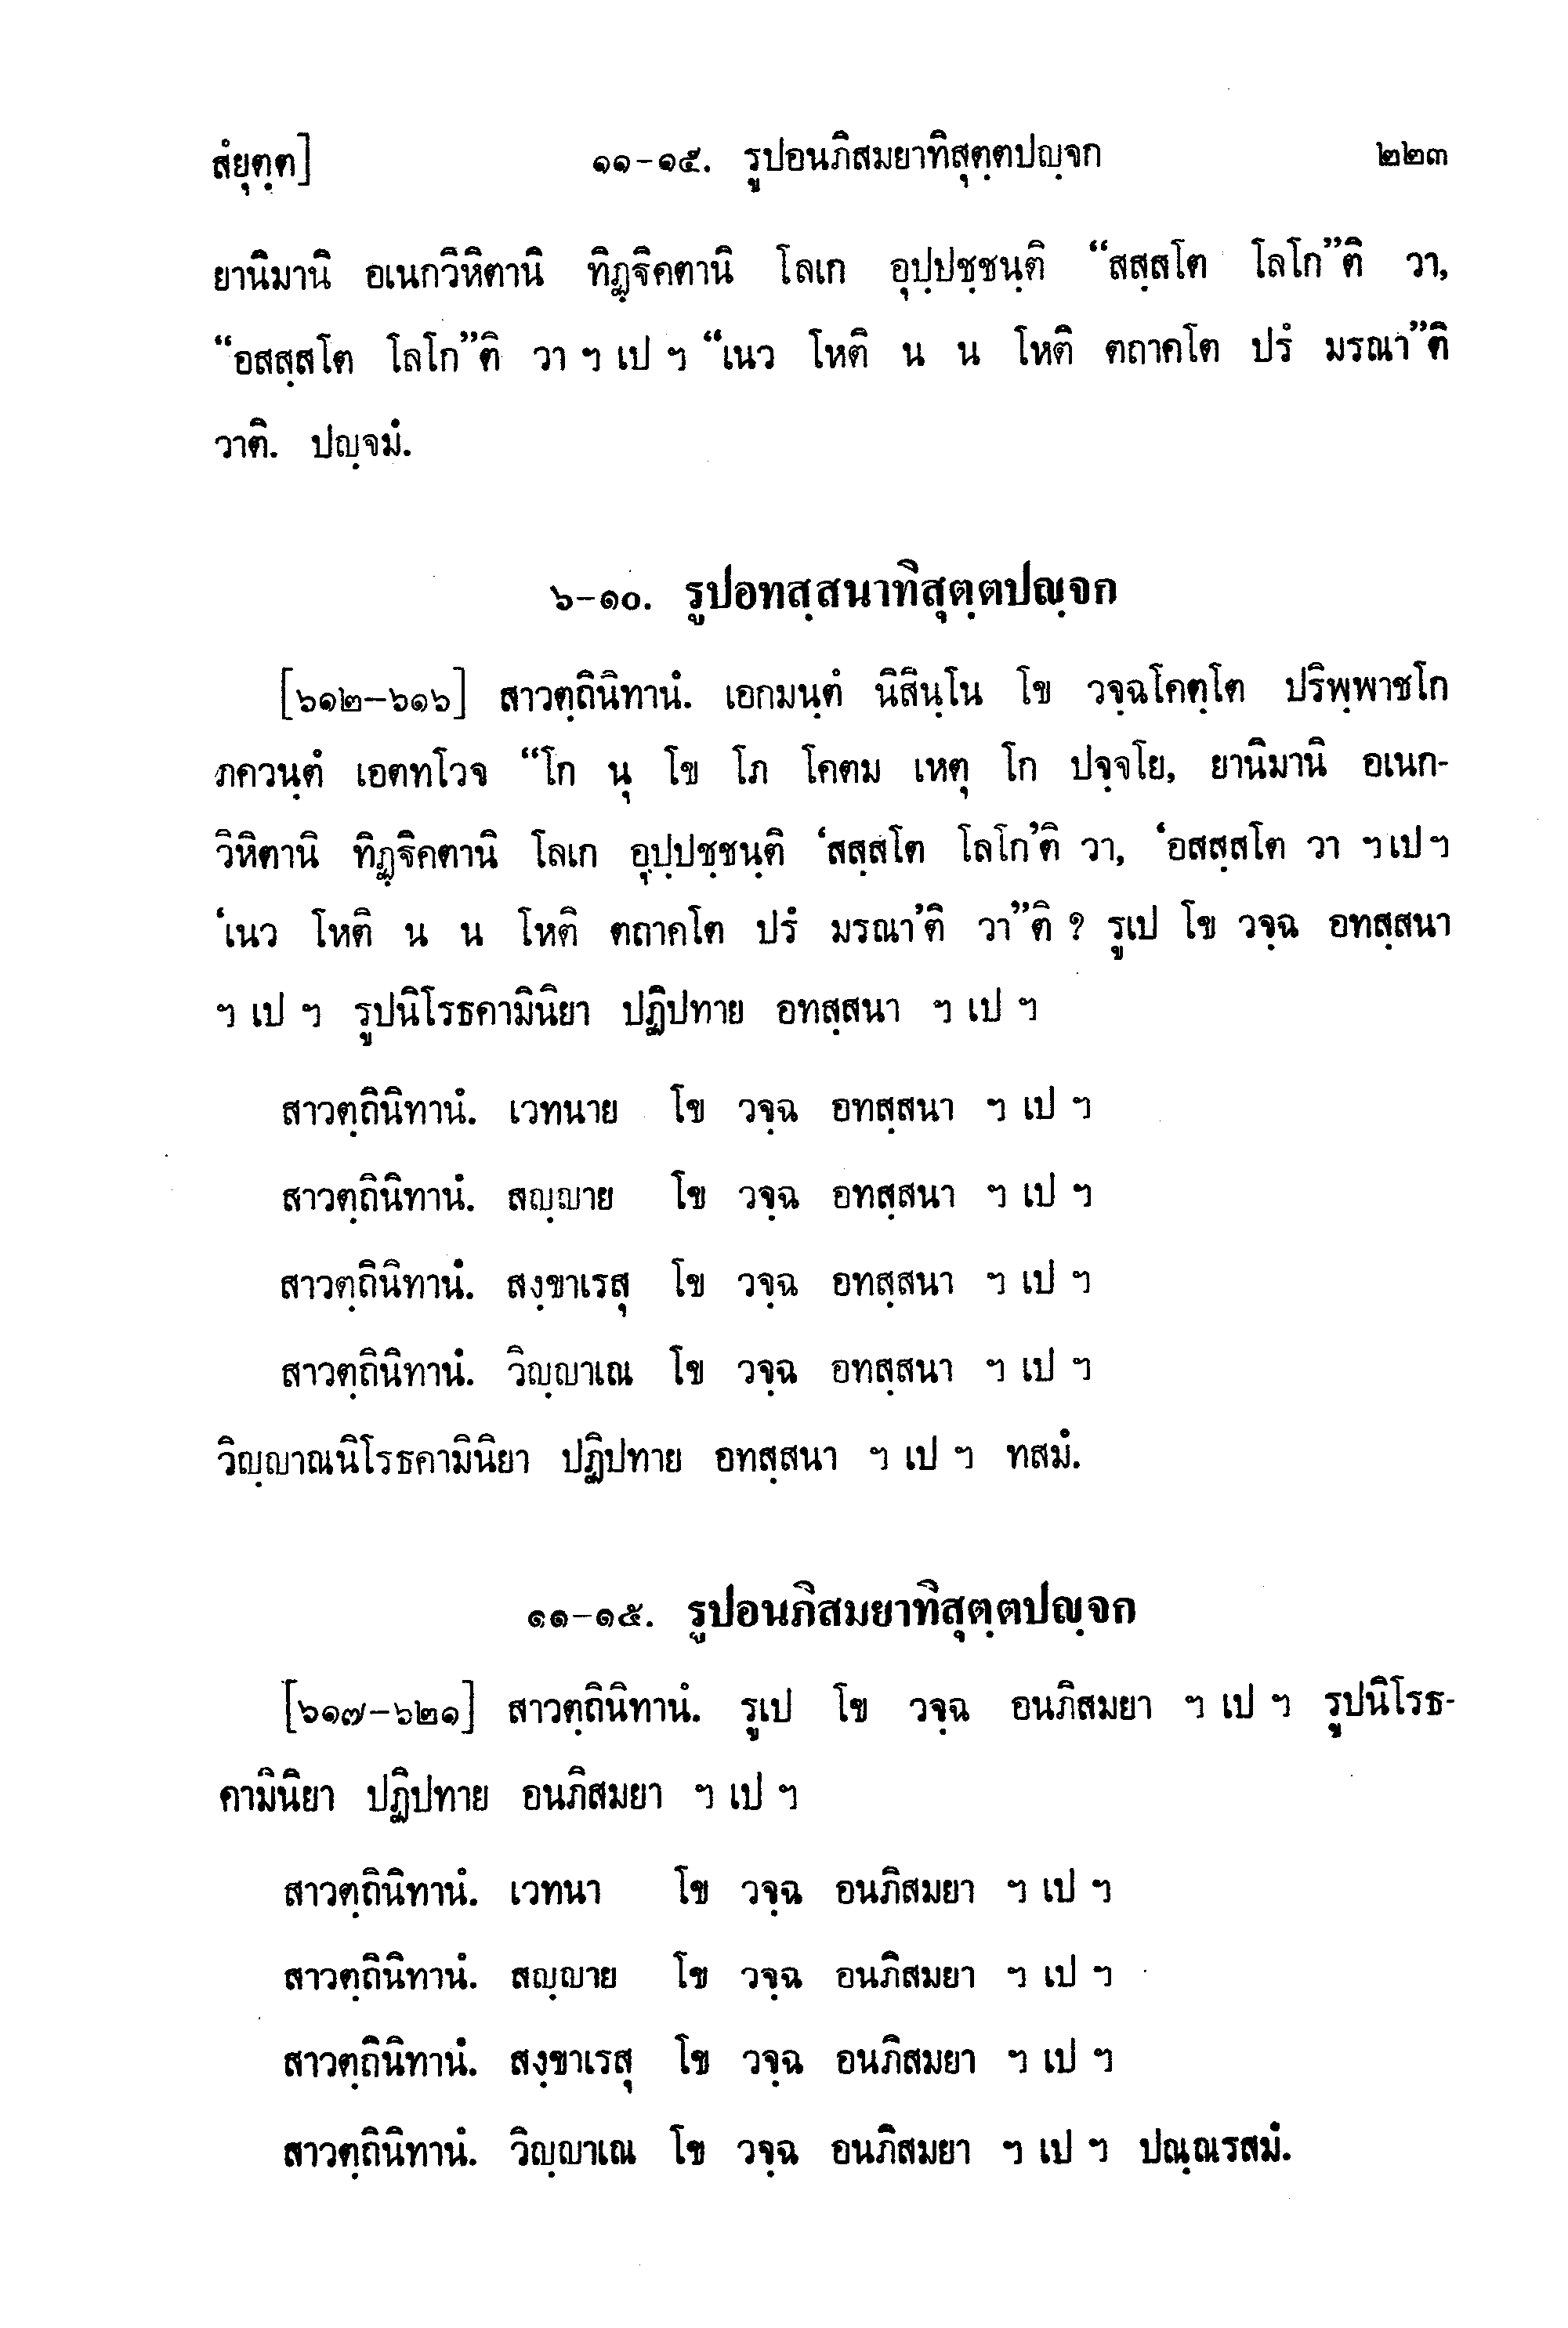 สํยุตฺต] ๑๑-๑๕. รูปอนภิสมยาทิสุตฺตปญฺจก ๒๒๓
ยานิมานิ อเนกวิหิตานิ ทิฏฺฐิคตานิ โลเก อุปฺปชฺชนฺติ “สสฺสโต โลโก”ติ วา,
“อสสฺสโต โลโก”ติ วา ฯ เป ฯ “เนว โหติ น น โหติ ตถาคโต ปรํ มรณา”ติ
วาติ. ปญฺจมํ.
๖-๑๐. รูปอทสฺสนาทิสุตฺตปญฺจก
[๖๑๒-๖๑๖] สาวตฺถินิทานํ. เอกมนฺตํ นิสินฺโน โข วจฺฉโคตฺโต ปริพฺพาชโก
ภควนฺตํ เอตทโวจ “โก นุ โข โภ โคตม เหตุ โก ปจฺจโย, ยานิมานิ อเนก-
วิหิตานิ ทิฏฺฐิคตานิ โลเก อุปฺปชฺชนฺติ ‘สสฺสโต โลโก’ติ วา, ‘อสสฺสโต วา ฯ เป ฯ
‘เนว โหติ น น โหติ ตถาคโต ปรํ มรณา’ติ วา”ติ ? รูเป โข วจฺฉ อทสฺสนา
ฯ เป ฯ รูปนิโรธคามินิยา ปฏิปทาย อทสฺสนา ฯ เป ฯ
สาวตฺถินิทานํ. เวทนาย โข วจฺฉ อทสฺสนา ฯ เป ฯ
สาวตฺถินิทานํ. สญฺญาย โข วจฺฉ อทสฺสนา ฯ เป ฯ
สาวตฺถินิทานํ. สงฺขาเรสุ โข วจฺฉ อทสฺสนา ฯ เป ฯ
สาวตฺถินิทานํ. วิญฺญาเณ โข วจฺฉ อทสฺสนา ฯ เป ฯ
วิญฺญาณนิโรธคามินิยา ปฏิปทาย อทสฺสนา ฯ เป ฯ ทสมํ.
๑๑-๑๕. รูปอนภิสมยาทิสุตฺตปญฺจก
[๖๑๗-๖๒๑] สาวตฺถินิทานํ. รูเป โข วจฺฉ อนภิสมยา ฯ เป ฯ รูปนิโรธ-
คามินิยา ปฏิปทาย อนภิสมยา ฯ เป ฯ
สาวตฺถินิทานํ. เวทนา โข วจฺฉ อนภิสมยา ฯ เป ฯ
สาวตฺถินิทานํ. สญฺญาย โข วจฺฉ อนภิสมยา ฯ เป ฯ
สาวตฺถินิทานํ. สงฺขาเรสุ โข วจฺฉ อนภิสมยา ฯ เป ฯ
สาวตฺถินิทานํ. วิญฺญาเณ โข วจฺฉ อนภิสมยา ฯ เป ฯ ปณฺณรสมํ.